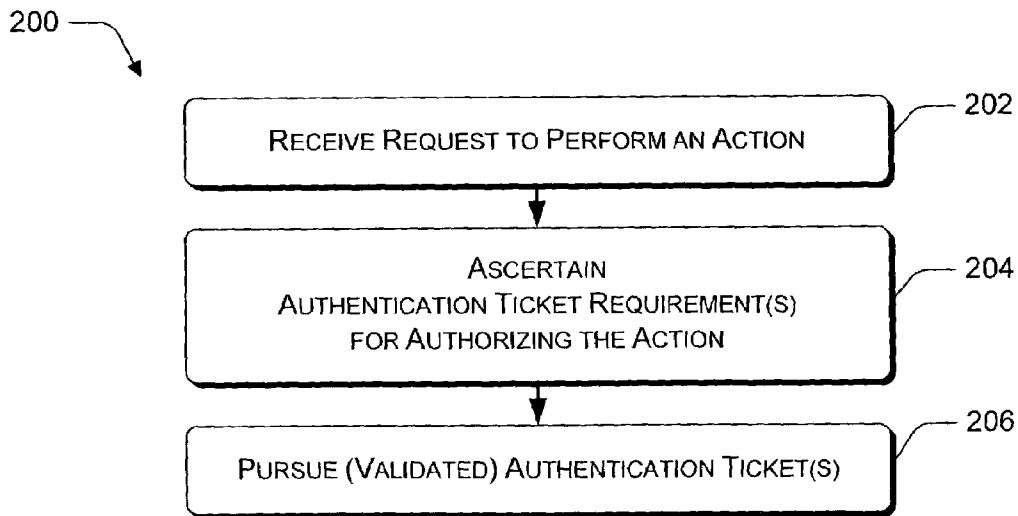 200
RECEIVE REQUEST TO PERFORM AN ACTION
202
ASCERTAIN
AUTHENTICATION TICKET REQUIREMENT(S)
FOR AUTHORIZING THE ACTION
204
PURSUE (VALIDATED) AUTHENTICATION TICKET(S)
206